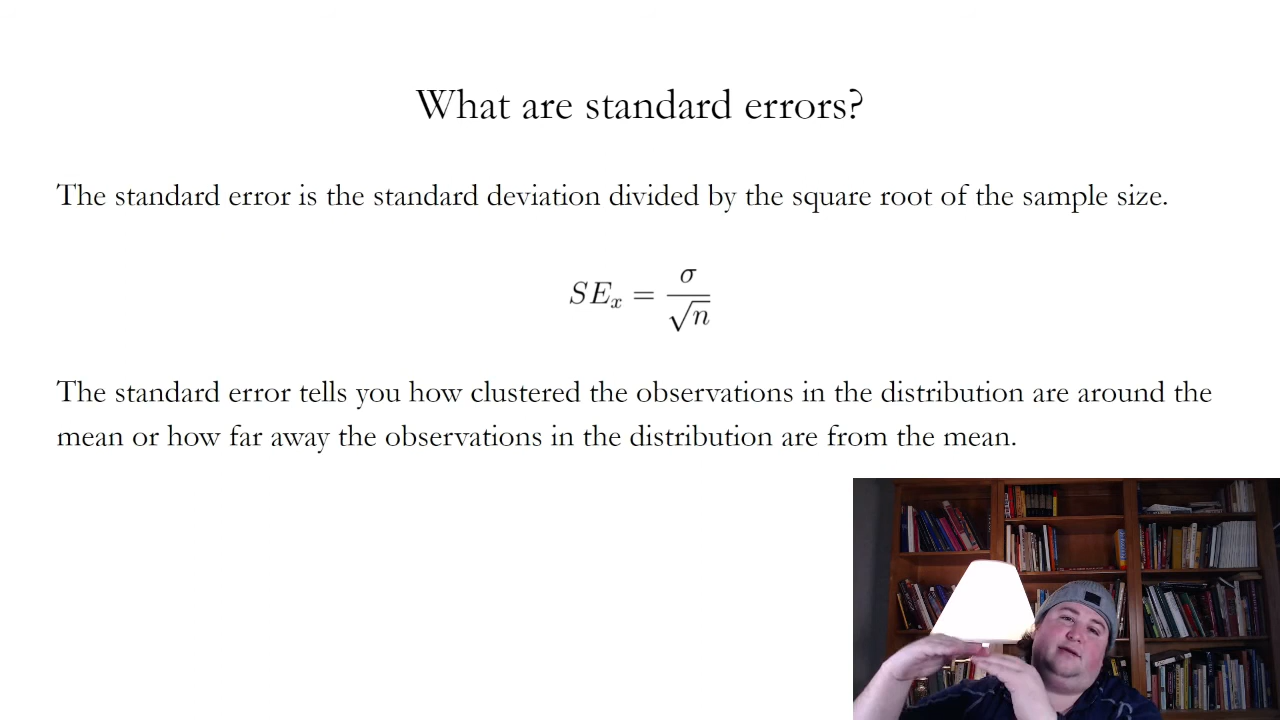 What are standard errors?
The standard error is the standard deviation divided by the square root of the sample size.
SEₓ = σ / √n
The standard error tells you how clustered the observations in the distribution are around the
mean or how far away the observations in the distribution are from the mean.